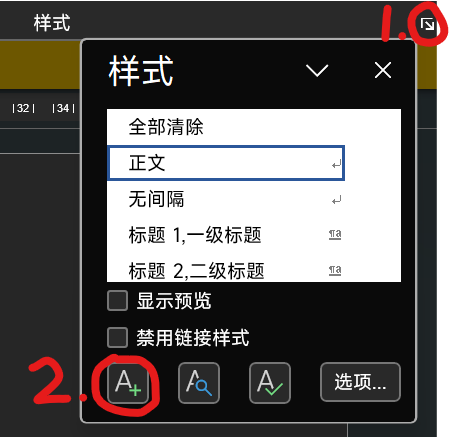 样式
1.
|32| |34|
样式
全部清除
正文
无间隔
标题 1,一级标题
标题 2,二级标题
显示预览
禁用链接样式
2.
选项...